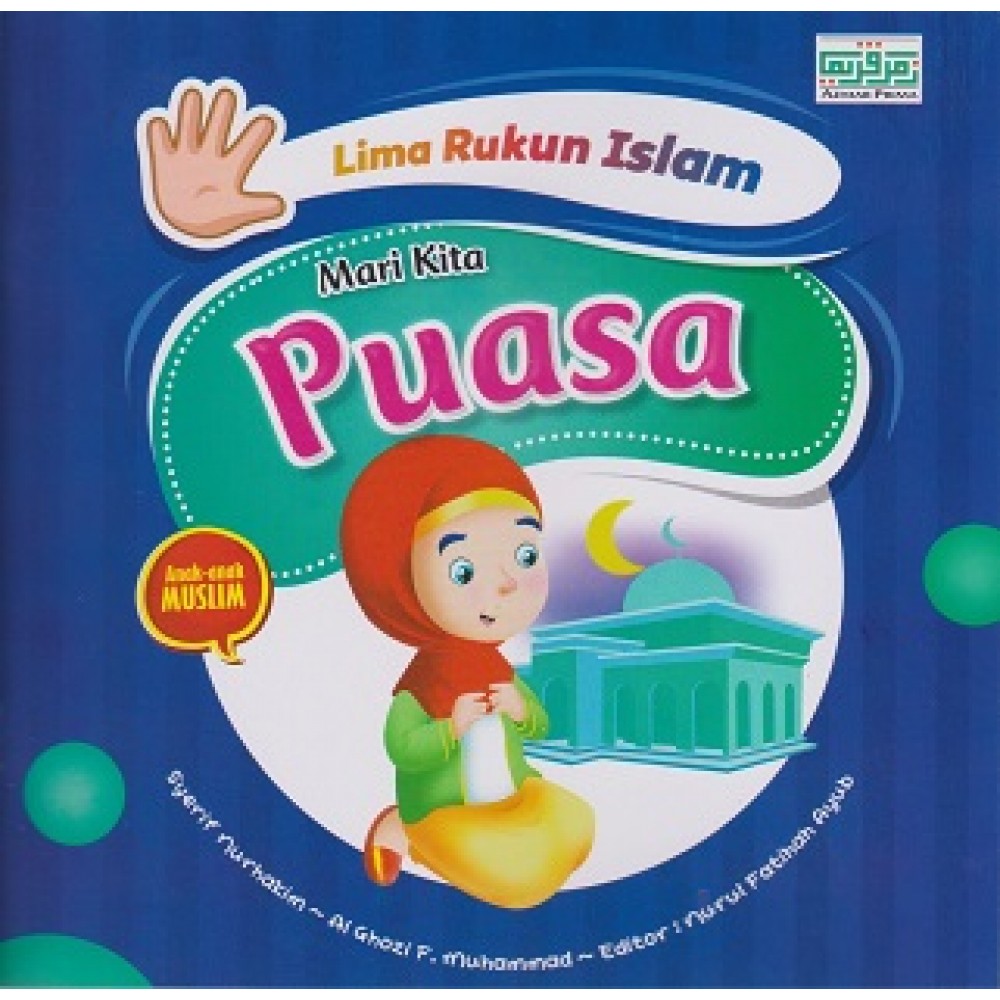 Lima Rukun Islam
Mari Kita
Puasa
Anak-anak
MUSLIM
Syarif Nurhakim ~ Al Ghozi F. Muhammad ~ Editor : Nurul Fatihah Ayub